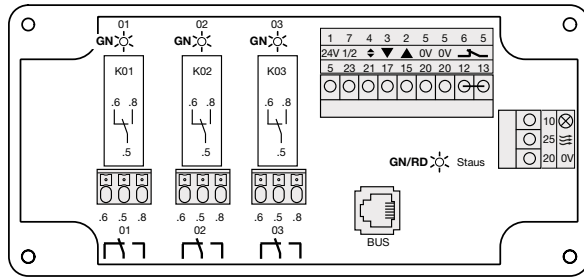 01 02 03
GN GN GN
K01 K02 K03
.6 .8 .6 .8 .6 .8
.5 .5 .5
.6 .5 .8 .6 .5 .8 .6 .5 .8
01 02 03
1 7 4 3 2 5 5 6 5
24V 1/2 0V 0V
5 23 21 17 15 20 20 12 13
10
25
20 0V
GN/RD Staus
BUS